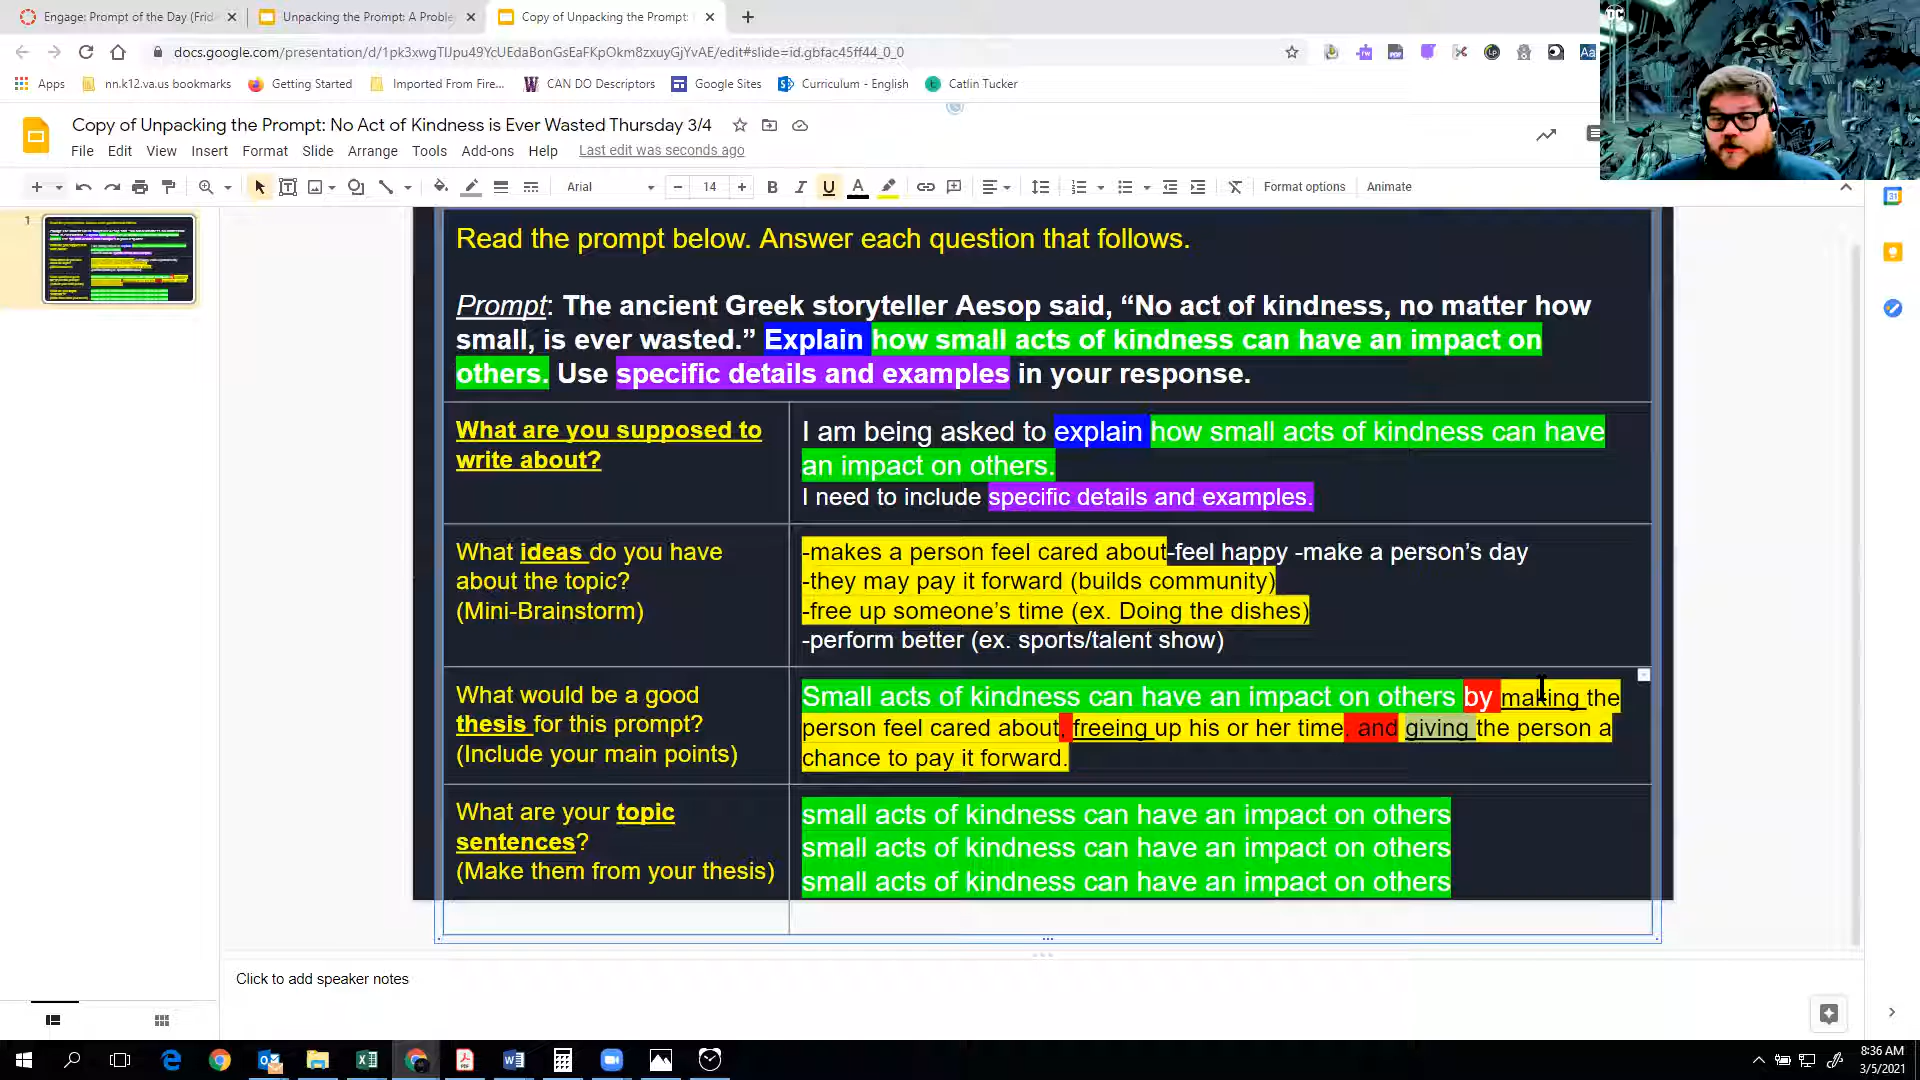 Engage: Prompt of the Day (Frid
Unpacking the Prompt: A Proble
Copy of Unpacking the Prompt:
docs.google.com/presentation/d/1pk3xwgTlJpu49YcUEdaBonGsEaFKpOkm8zxuyGjYvAE/edit#slide=id.gbfac45ff44_0_0
Apps
nn.k12.va.us bookmarks
Getting Started
Imported From Fire...
CAN DO Descriptors
Google Sites
Curriculum - English
Catlin Tucker
DC
Copy of Unpacking the Prompt: No Act of Kindness is Ever Wasted Thursday 3/4
File Edit View Insert Format Slide Arrange Tools Add-ons Help Last edit was seconds ago
Arial
14
Format options
Animate
1
Read the prompt below. Answer each question that follows.
Prompt: The ancient Greek storyteller Aesop said, “No act of kindness, no matter how
small, is ever wasted.” Explain how small acts of kindness can have an impact on
others. Use specific details and examples in your response.
What are you supposed to
write about?
I am being asked to explain how small acts of kindness can have
an impact on others.
I need to include specific details and examples.
What ideas do you have
about the topic?
(Mini-Brainstorm)
-makes a person feel cared about-feel happy -make a person’s day
-they may pay it forward (builds community)
-free up someone’s time (ex. Doing the dishes)
-perform better (ex. sports/talent show)
What would be a good
thesis for this prompt?
(Include your main points)
Small acts of kindness can have an impact on others by making the
person feel cared about, freeing up his or her time, and giving the person a
chance to pay it forward.
What are your topic
sentences?
(Make them from your thesis)
small acts of kindness can have an impact on others
small acts of kindness can have an impact on others
small acts of kindness can have an impact on others
Click to add speaker notes
8:36 AM
3/5/2021